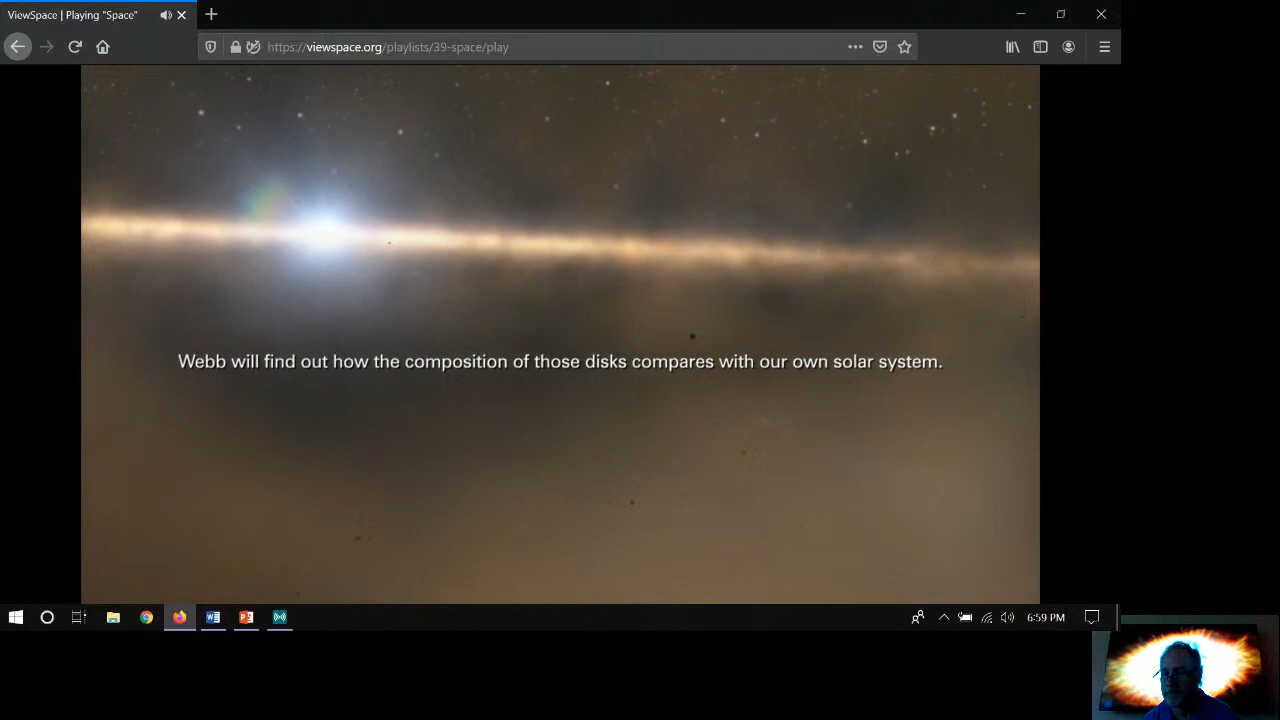 ViewSpace | Playing "Space"
https://viewspace.org/playlists/39-space/play
Webb will find out how the composition of those disks compares with our own solar system.
6:59 PM